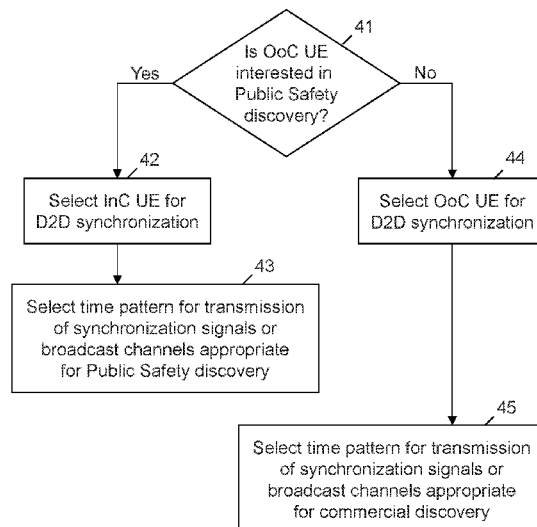 41
Is OoC UE
interested in
Public Safety
discovery?
Yes
No
42
Select InC UE for
D2D synchronization
44
Select OoC UE for
D2D synchronization
43
Select time pattern for transmission
of synchronization signals or
broadcast channels appropriate
for Public Safety discovery
45
Select time pattern for transmission
of synchronization signals or
broadcast channels appropriate
for commercial discovery